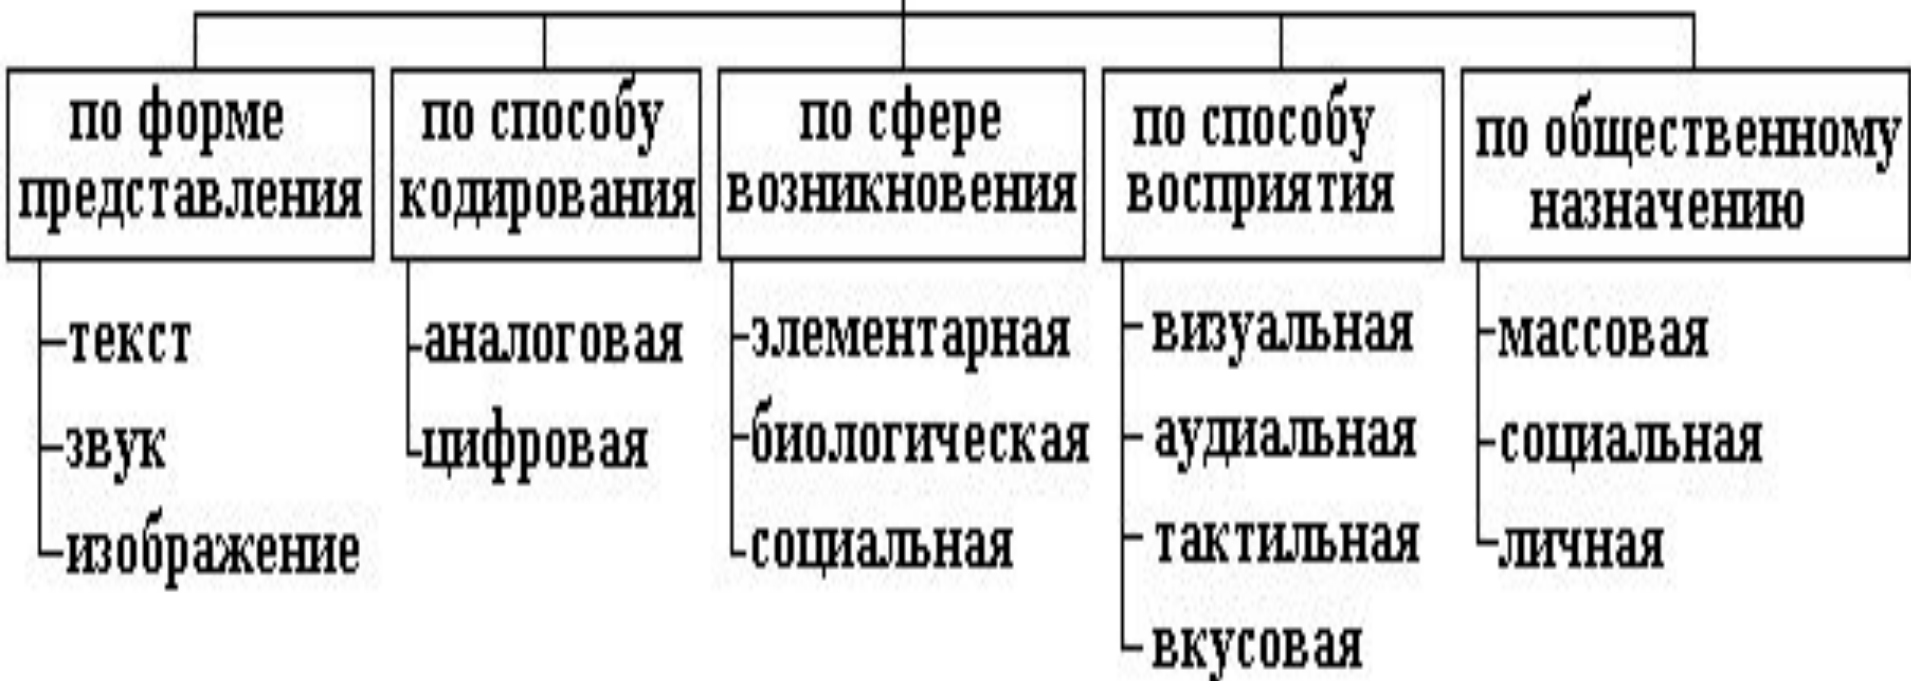 по форме
представления
текст
звук
изображение
по способу
кодирования
аналоговая
цифровая
по сфере
возникновения
элементарная
биологическая
социальная
по способу
восприятия
визуальная
аудиальная
тактильная
вкусовая
по общественному
назначению
массовая
социальная
личная